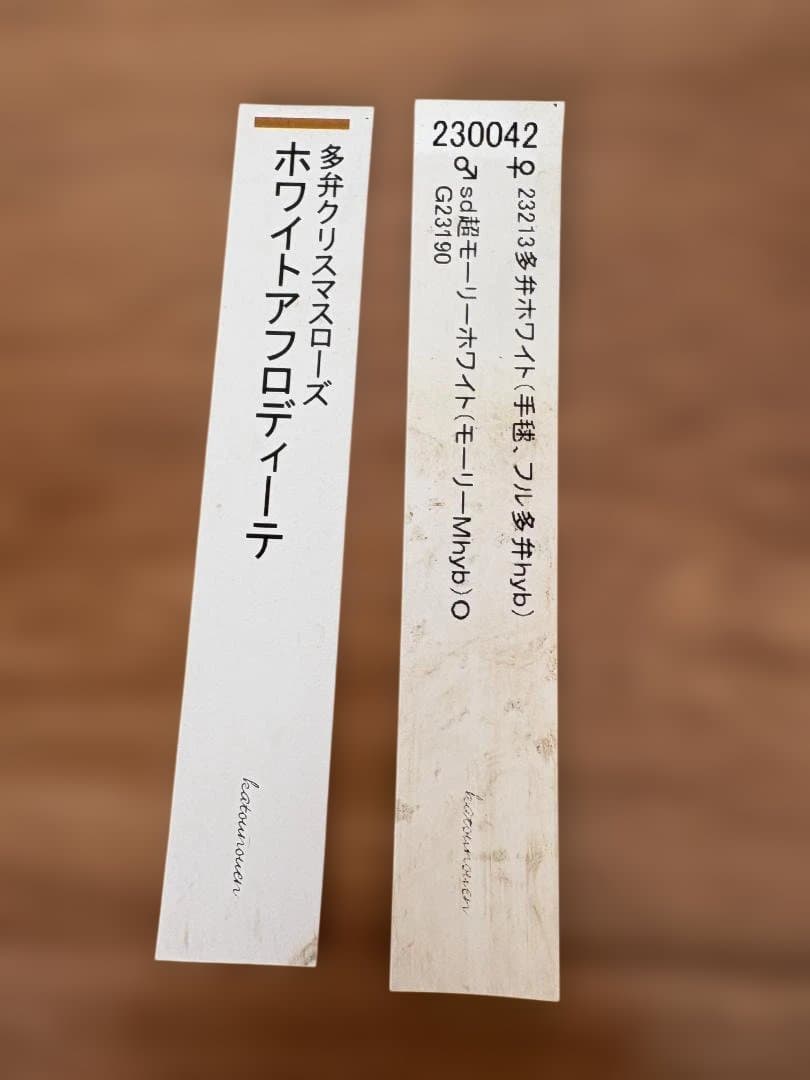 多弁クリスマスローズ
ホワイトアフロディーテ
katounouen
230042
♀ 23213多弁ホワイト(手毬、フル多弁hyb)
♂sd超モーリーホワイト(モーリーMhyb)○
G23190
katounouen